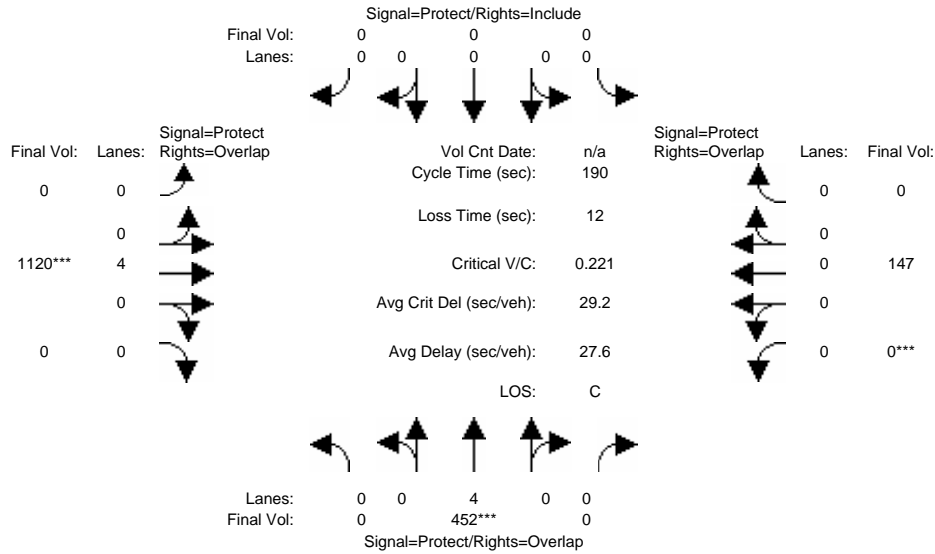 Signal=Protect/Rights=Include
Final Vol: 0 0 0
Lanes: 0 0 0 0 0
Signal=Protect Signal=Protect
Final Vol: Lanes: Rights=Overlap Vol Cnt Date: n/a Rights=Overlap Lanes: Final Vol:
Cycle Time (sec): 190
0 0 0 0
Loss Time (sec): 12
0 0
1120*** 4 Critical V/C: 0.221 0 147
0 Avg Crit Del (sec/veh): 29.2 0
0 0 Avg Delay (sec/veh): 27.6 0 0***
LOS: C
Lanes: 0 0 4 0 0
Final Vol: 0 452*** 0
Signal=Protect/Rights=Overlap